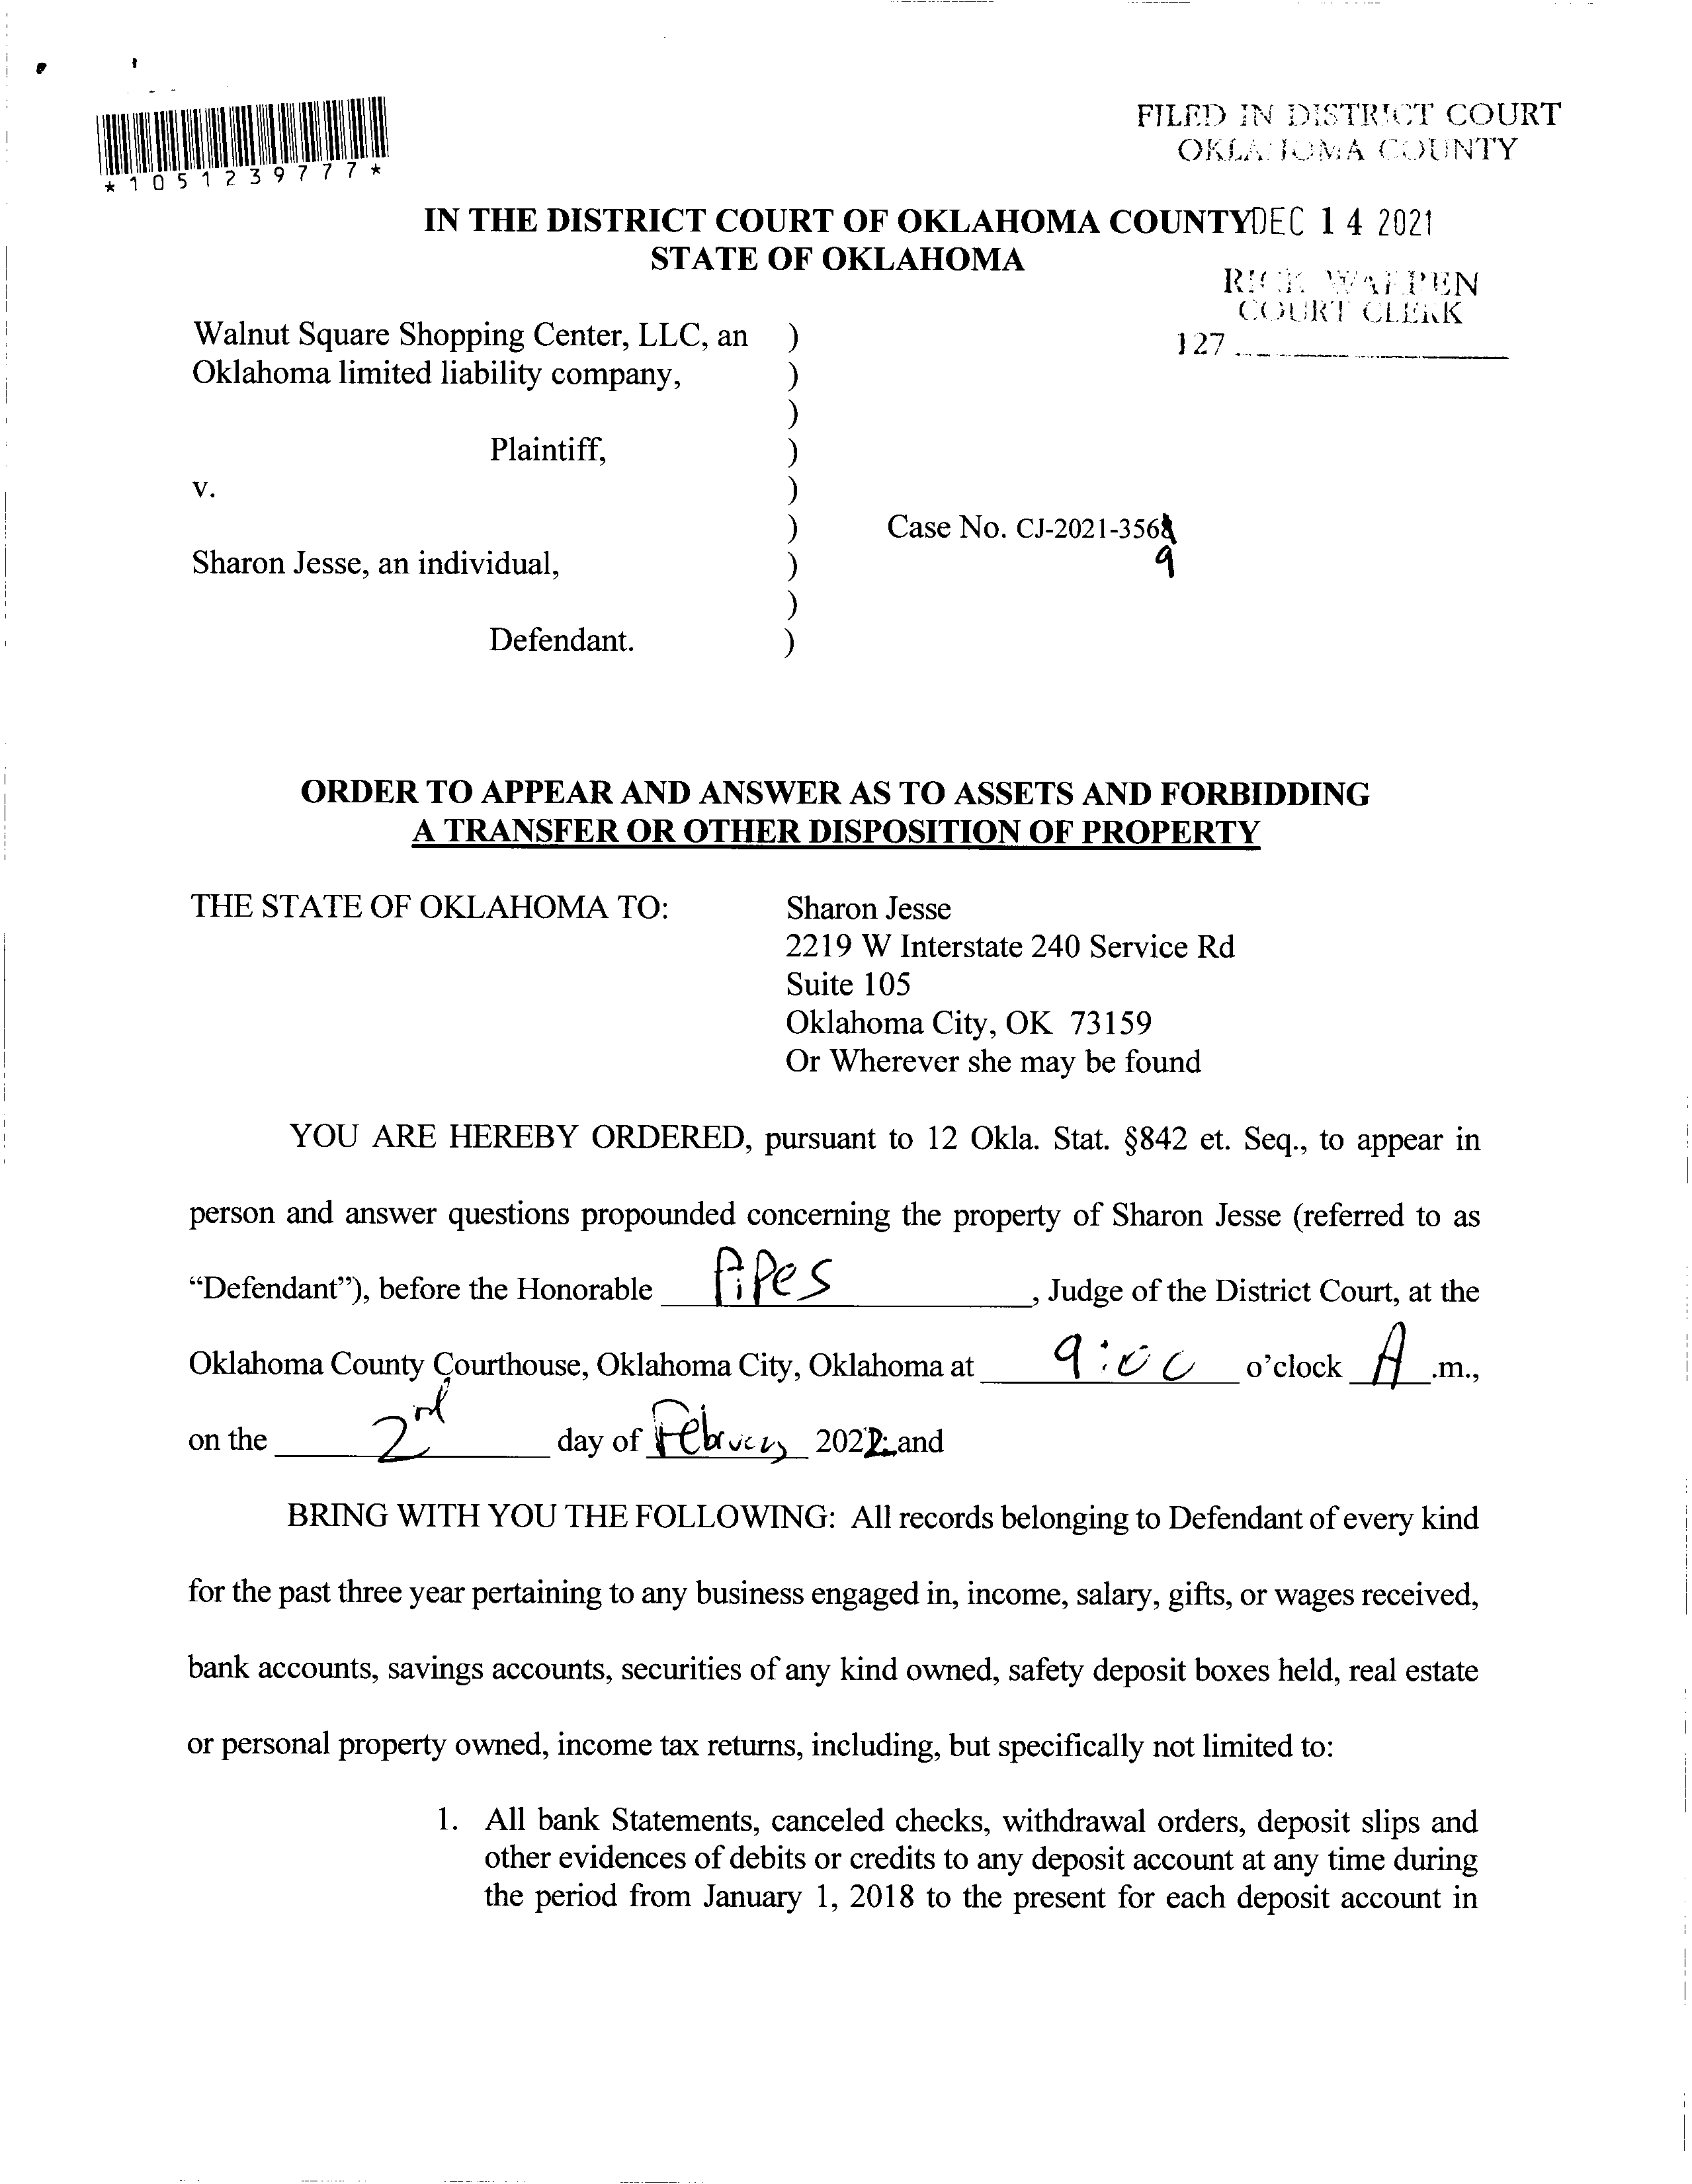 FILED IN DISTRICT COURT
OKLAHOMA COUNTY
*1051239777*
IN THE DISTRICT COURT OF OKLAHOMA COUNTY DEC 14 2021
STATE OF OKLAHOMA
RICK WARREN
COURT CLERK
127
Walnut Square Shopping Center, LLC, an )
Oklahoma limited liability company, )
)
Plaintiff, )
v. )
) Case No. CJ-2021-3568
9
Sharon Jesse, an individual, )
)
Defendant. )
ORDER TO APPEAR AND ANSWER AS TO ASSETS AND FORBIDDING
A TRANSFER OR OTHER DISPOSITION OF PROPERTY
THE STATE OF OKLAHOMA TO: Sharon Jesse
2219 W Interstate 240 Service Rd
Suite 105
Oklahoma City, OK 73159
Or Wherever she may be found
YOU ARE HEREBY ORDERED, pursuant to 12 Okla. Stat. §842 et. Seq., to appear in
person and answer questions propounded concerning the property of Sharon Jesse (referred to as
“Defendant”), before the Honorable Pipes, Judge of the District Court, at the
Oklahoma County Courthouse, Oklahoma City, Oklahoma at 9:00 o’clock A.m.,
on the 2nd day of February 2022 and
BRING WITH YOU THE FOLLOWING: All records belonging to Defendant of every kind
for the past three year pertaining to any business engaged in, income, salary, gifts, or wages received,
bank accounts, savings accounts, securities of any kind owned, safety deposit boxes held, real estate
or personal property owned, income tax returns, including, but specifically not limited to:
1. All bank Statements, canceled checks, withdrawal orders, deposit slips and
other evidences of debits or credits to any deposit account at any time during
the period from January 1, 2018 to the present for each deposit account in